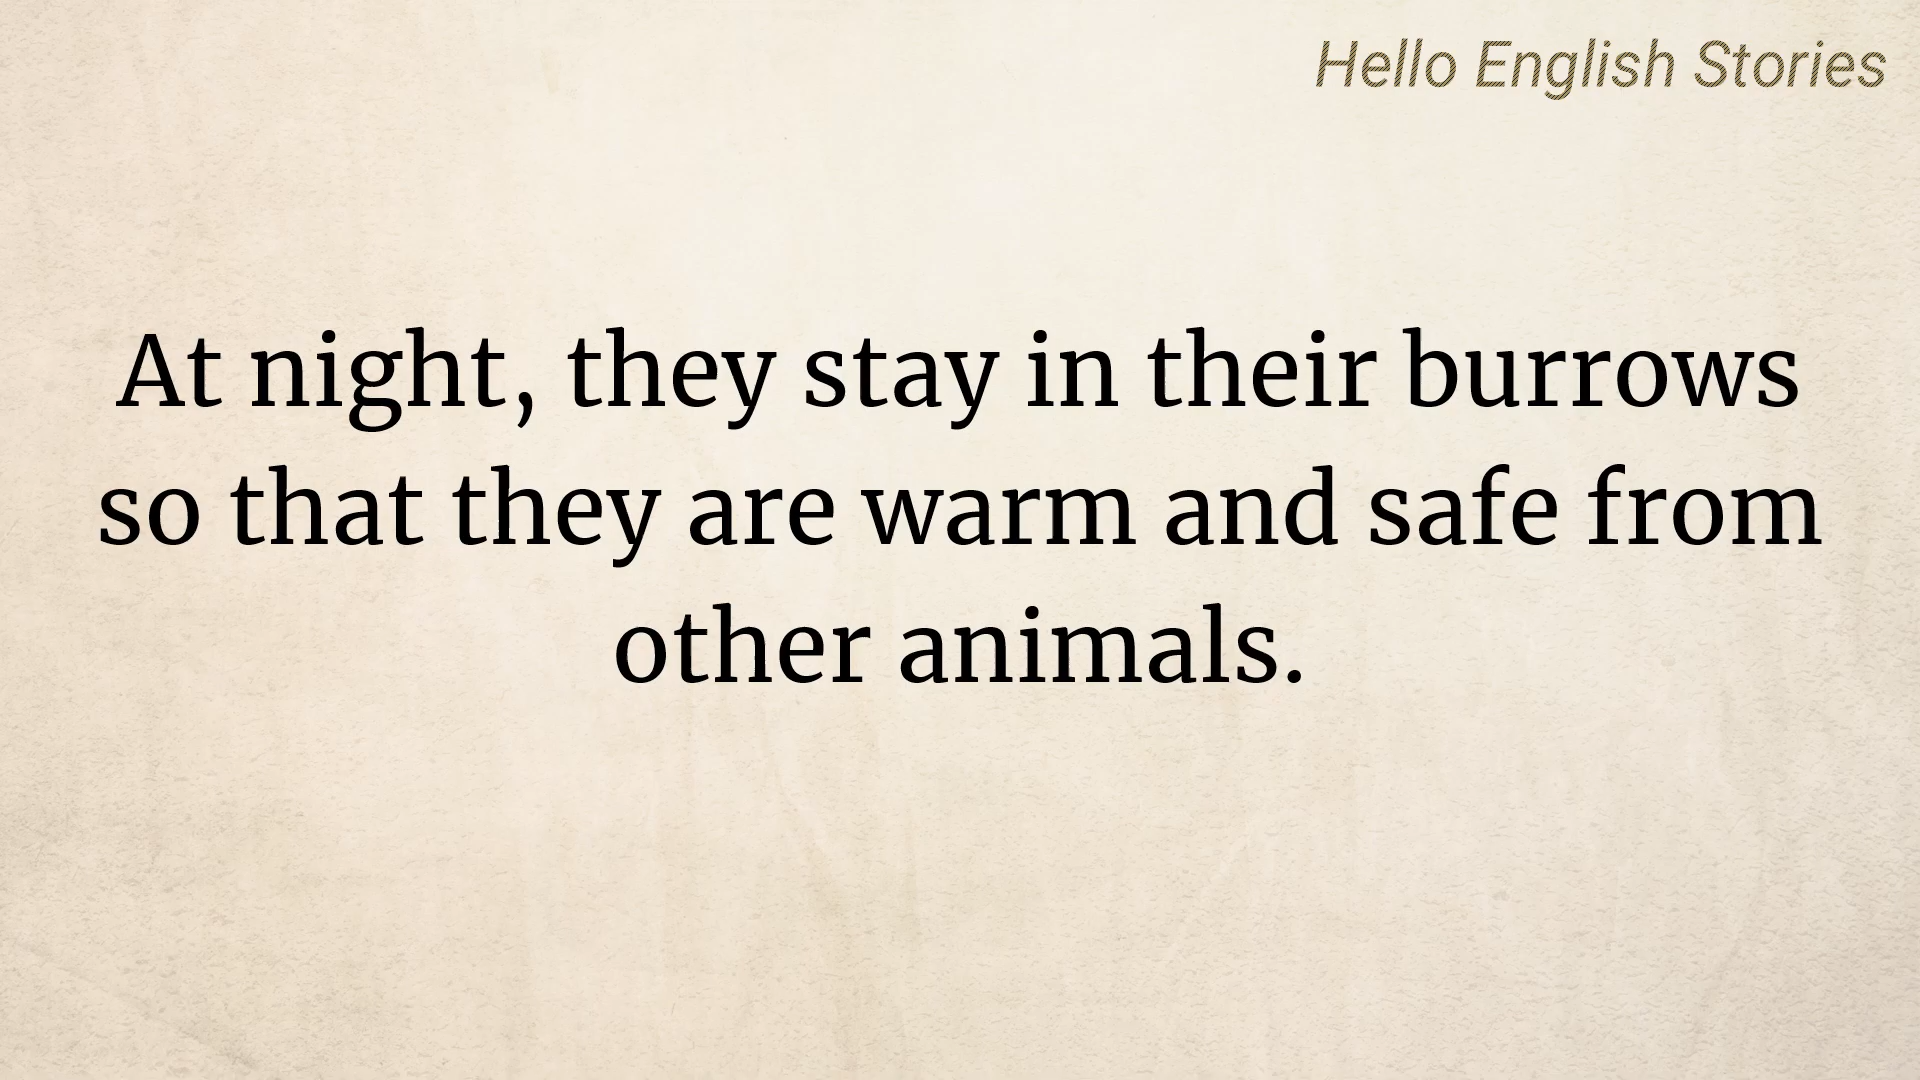 Hello English Stories
At night, they stay in their burrows
so that they are warm and safe from
other animals.